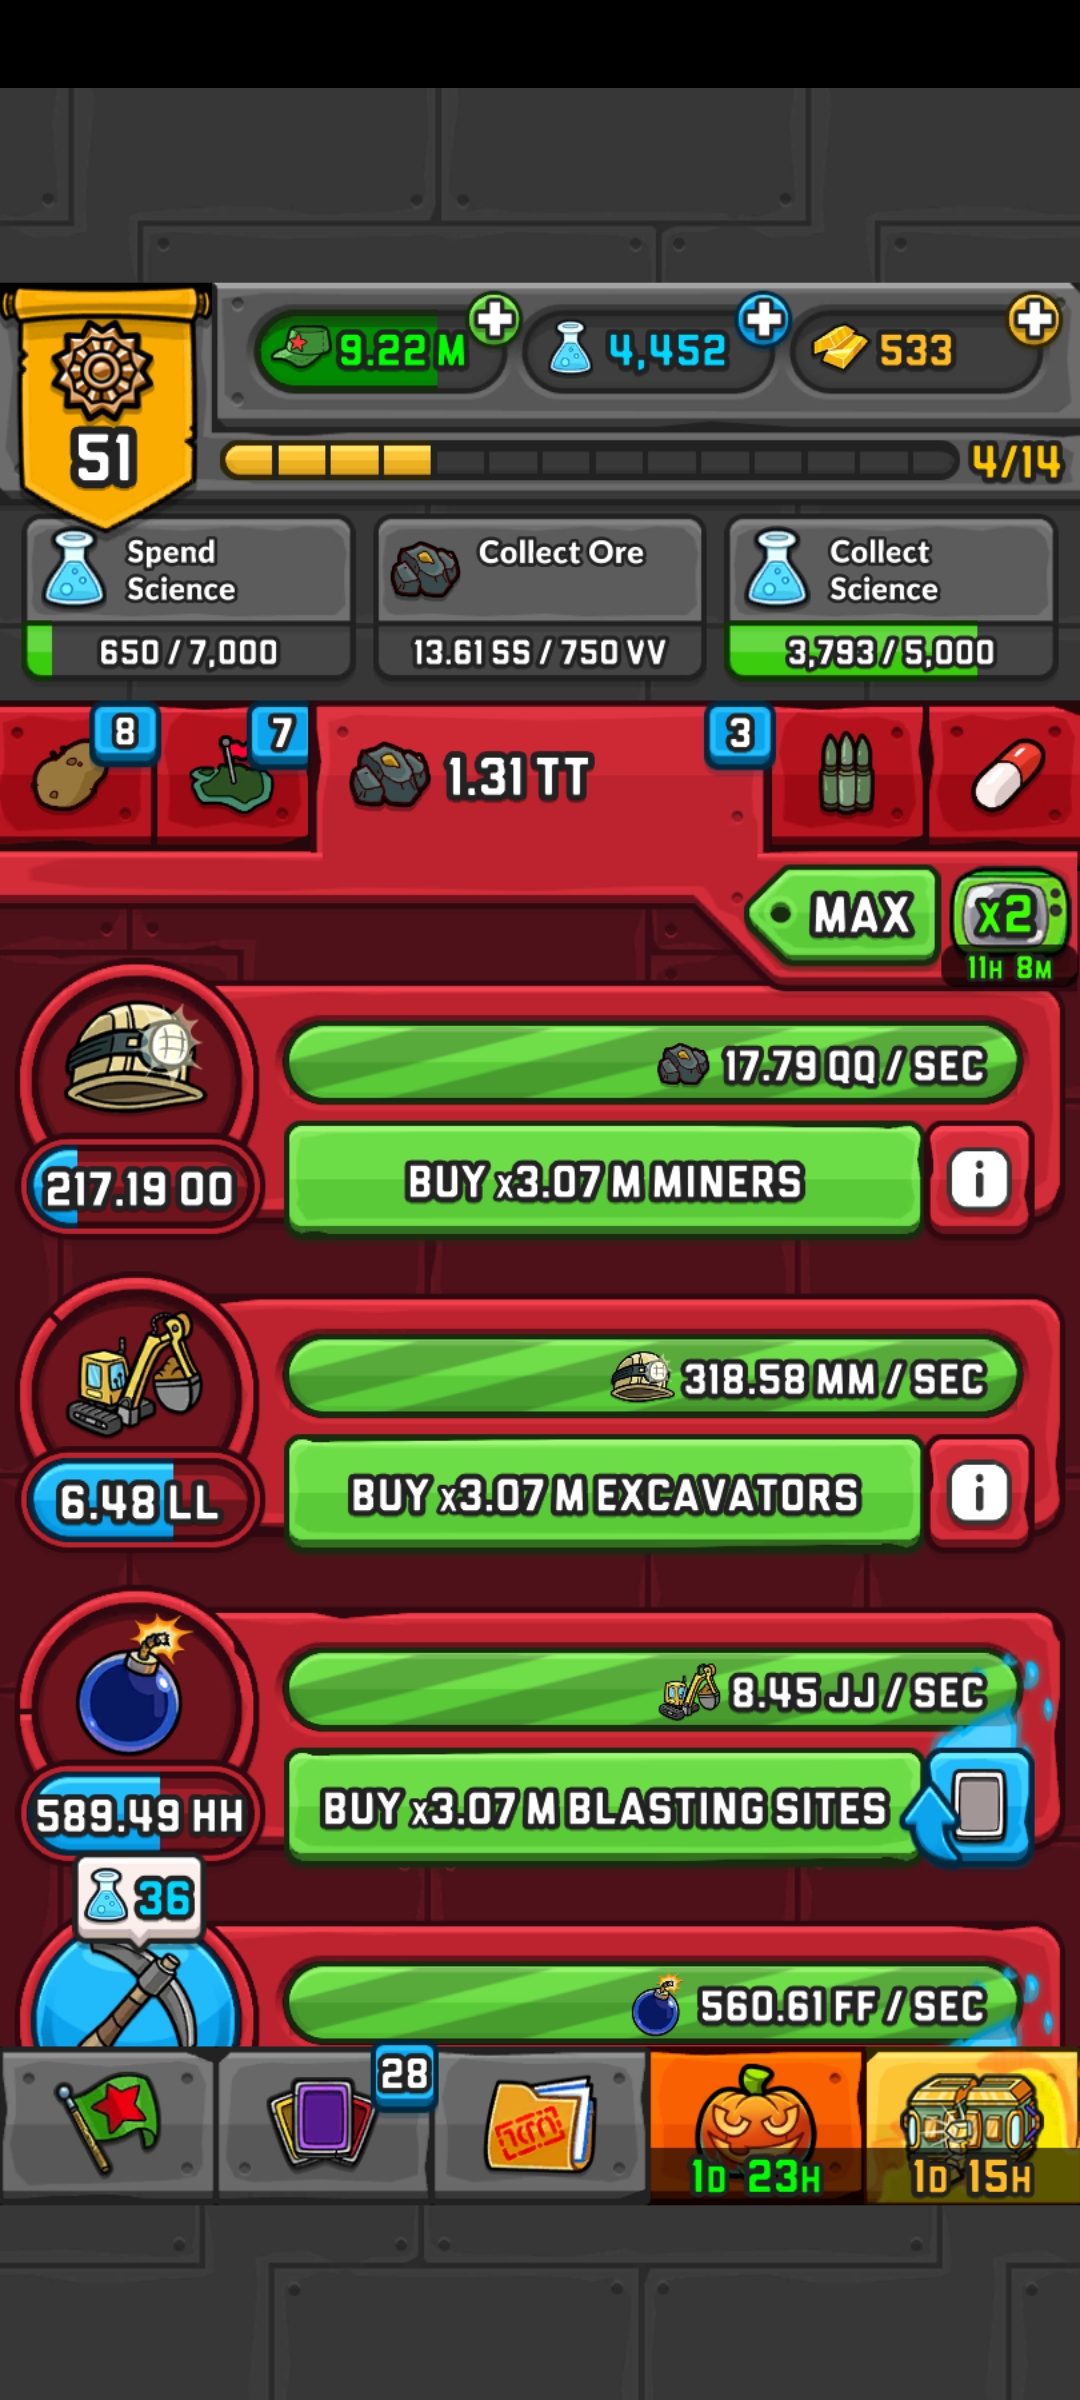 9.22 M
4,452
533
51
4/14
Spend
Science
650 / 7,000
Collect Ore
13.61 SS / 750 VV
Collect
Science
3,793 / 5,000
8
7
1.31 TT
3
MAX
x2
11H 8M
17.79 QQ / SEC
217.19 OO
BUY x3.07 M MINERS
i
318.58 MM / SEC
6.48 LL
BUY x3.07 M EXCAVATORS
i
8.45 JJ / SEC
589.49 HH
BUY x3.07 M BLASTING SITES
36
560.61 FF / SEC
28
1D 23H
1D 15H